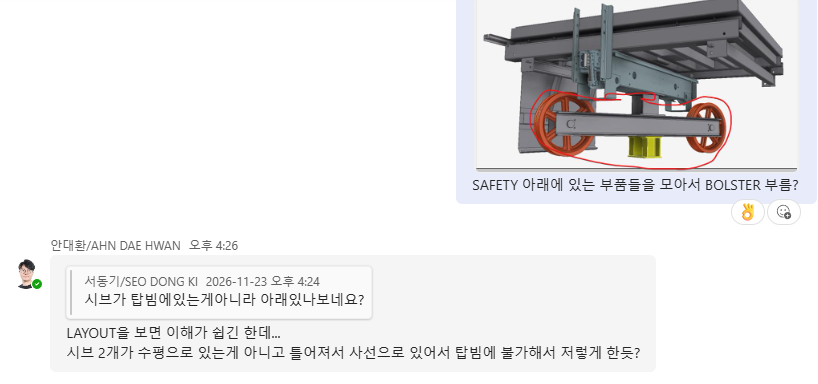 SAFETY 아래에 있는 부품들을 모아서 BOLSTER 부름?
안대환/AHN DAE HWAN 오후 4:26
서동기/SEO DONG KI 2026-11-23 오후 4:24
시브가 탑빔에있는게아니라 아래있나보네요?
LAYOUT을 보면 이해가 쉽긴 한데...
시브 2개가 수평으로 있는게 아니고 틀어져서 사선으로 있어서 탑빔에 불가해서 저렇게 한듯?